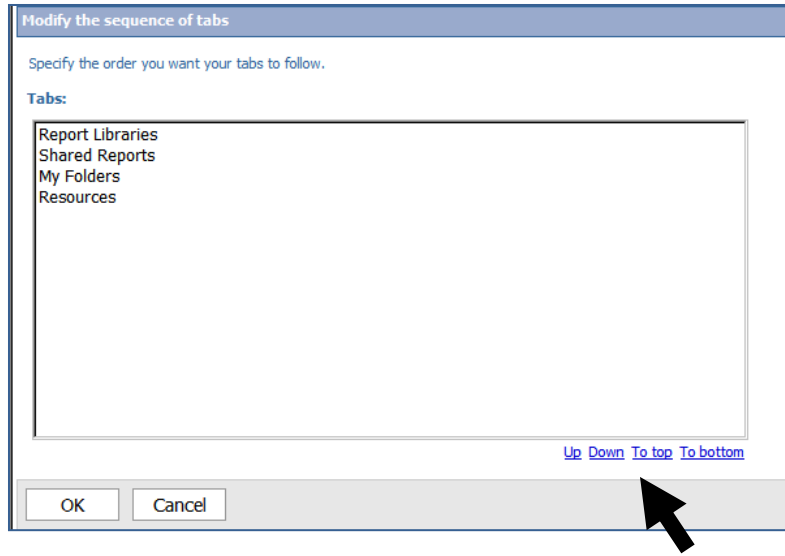 Modify the sequence of tabs
Specify the order you want your tabs to follow.
Tabs:
Report Libraries
Shared Reports
My Folders
Resources
Up Down To top To bottom
OK Cancel